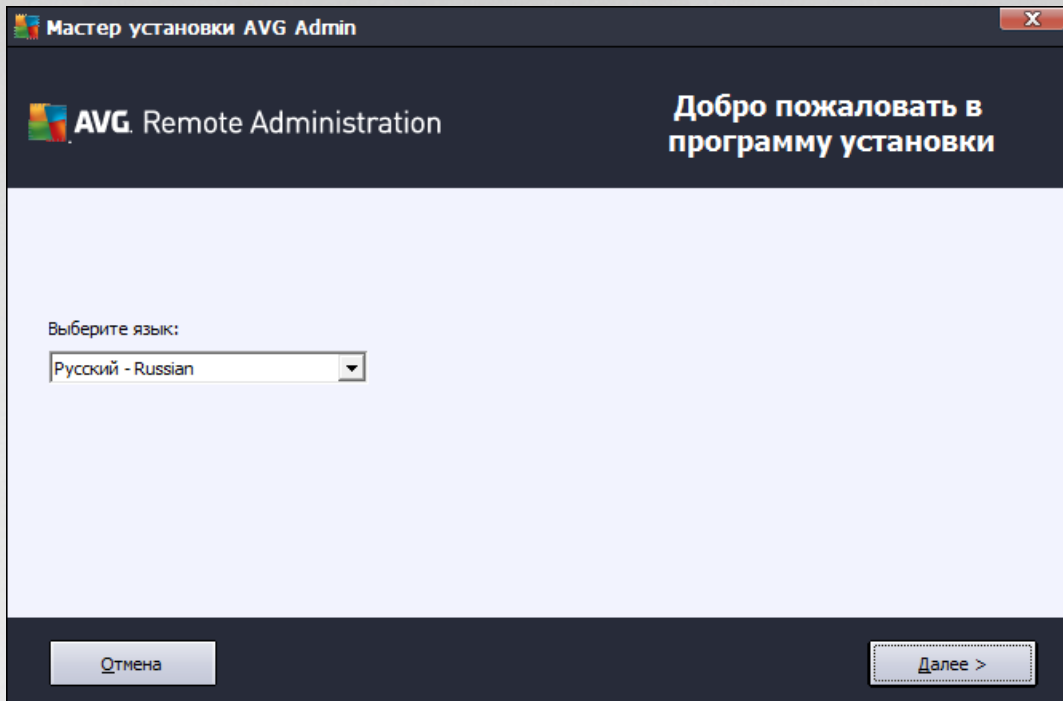 Мастер установки AVG Admin
AVG. Remote Administration
Добро пожаловать в
программу установки
Выберите язык:
Русский - Russian
Отмена
Далее >